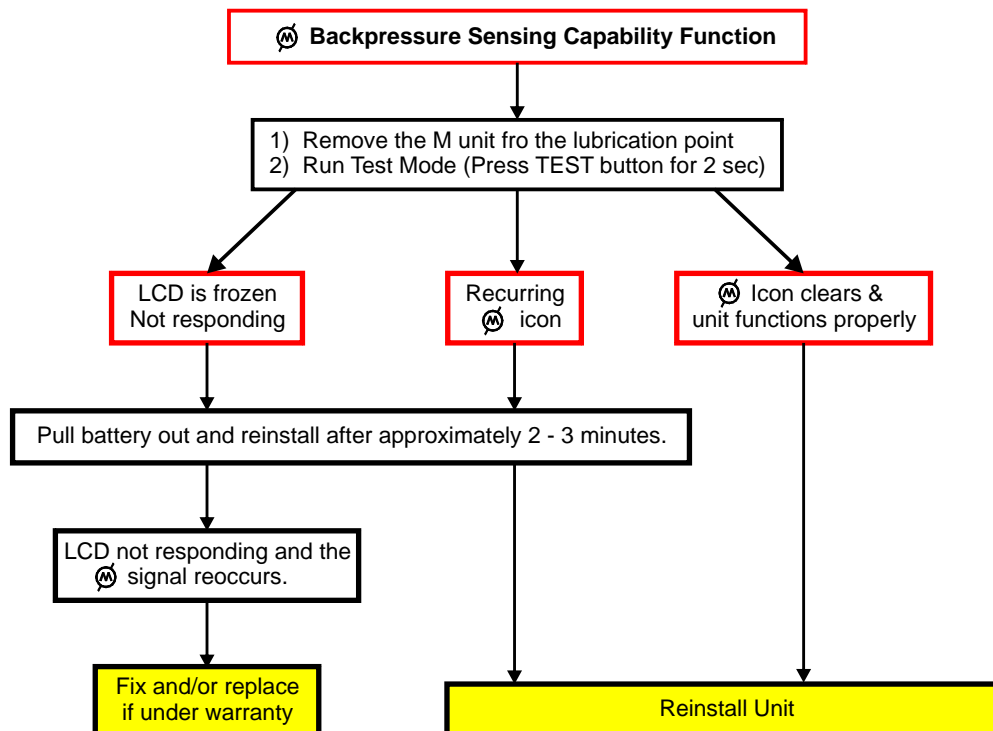 Backpressure Sensing Capability Function
1) Remove the M unit fro the lubrication point
2) Run Test Mode (Press TEST button for 2 sec)
LCD is frozen
Not responding
Recurring
M icon
M Icon clears &
unit functions properly
Pull battery out and reinstall after approximately 2 - 3 minutes.
LCD not responding and the
M signal reoccurs.
Fix and/or replace
if under warranty
Reinstall Unit